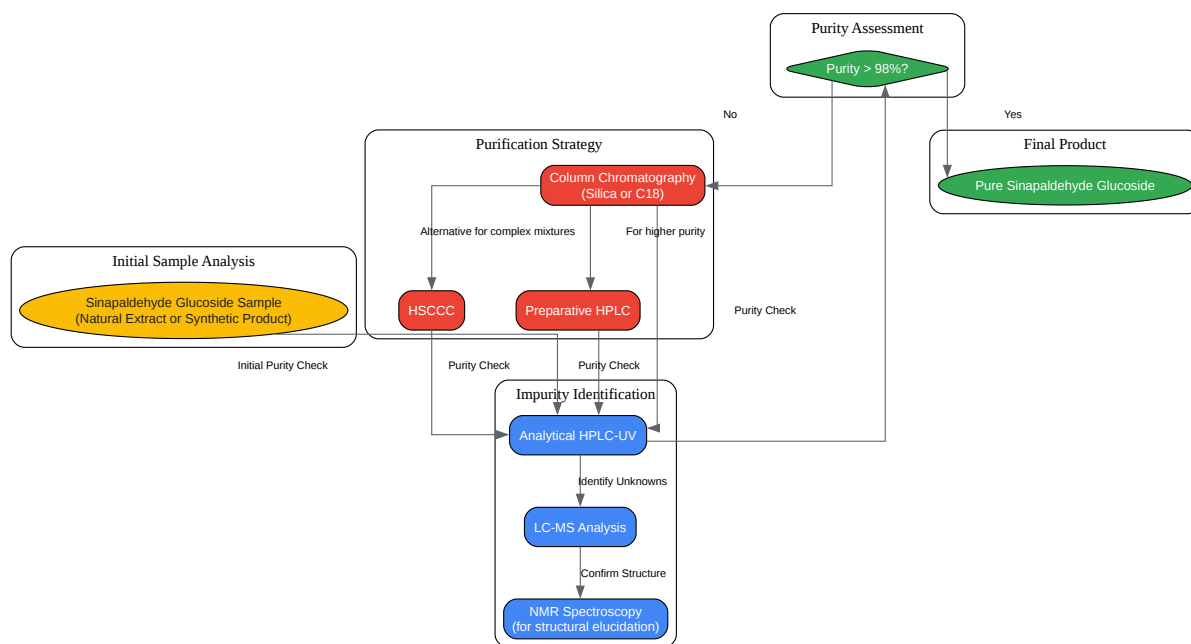 Purity Assessment
Purity > 98%?
No
Yes
Purification Strategy
Final Product
Column Chromatography
(Silica or C18)
Pure Sinapaldehyde Glucoside
Alternative for complex mixtures
For higher purity
Initial Sample Analysis
Sinapaldehyde Glucoside Sample
(Natural Extract or Synthetic Product)
HSCCC
Preparative HPLC
Purity Check
Initial Purity Check
Purity Check
Purity Check
Impurity Identification
Analytical HPLC-UV
Identify Unknowns
LC-MS Analysis
Confirm Structure
NMR Spectroscopy
(for structural elucidation)